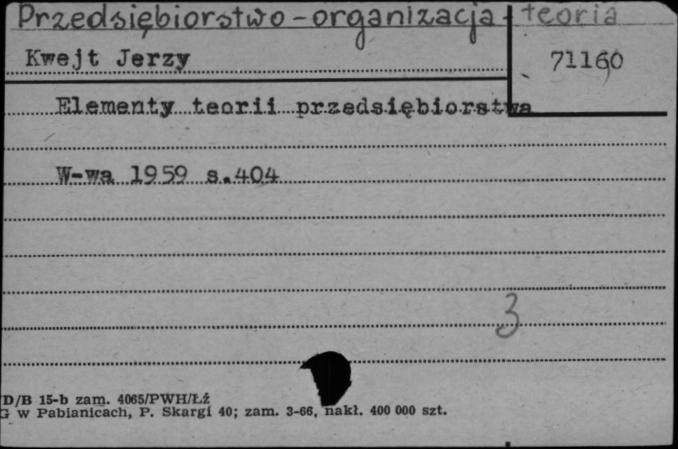 Przedsiębiorstwo - organizacja - teoria
Kwejt Jerzy
71160
Elementy teorii przedsiębiorstwa
W-wa 1959 s.404
3
D/B 15-b zam. 4065/PWH/Łź
G w Pabianicach, P. Skargi 40; zam. 3-66, nakł. 400 000 szt.